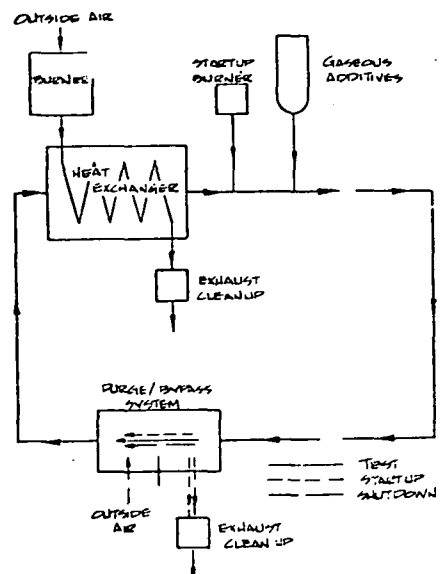 OUTSIDE AIR
BURNER
STARTUP
BURNER
GASEOUS
ADDITIVES
HEAT
EXCHANGER
EXHAUST
CLEANUP
PURGE/BYPASS
SYSTEM
TEST
STARTUP
SHUTDOWN
OUTSIDE
AIR
EXHAUST
CLEAN UP